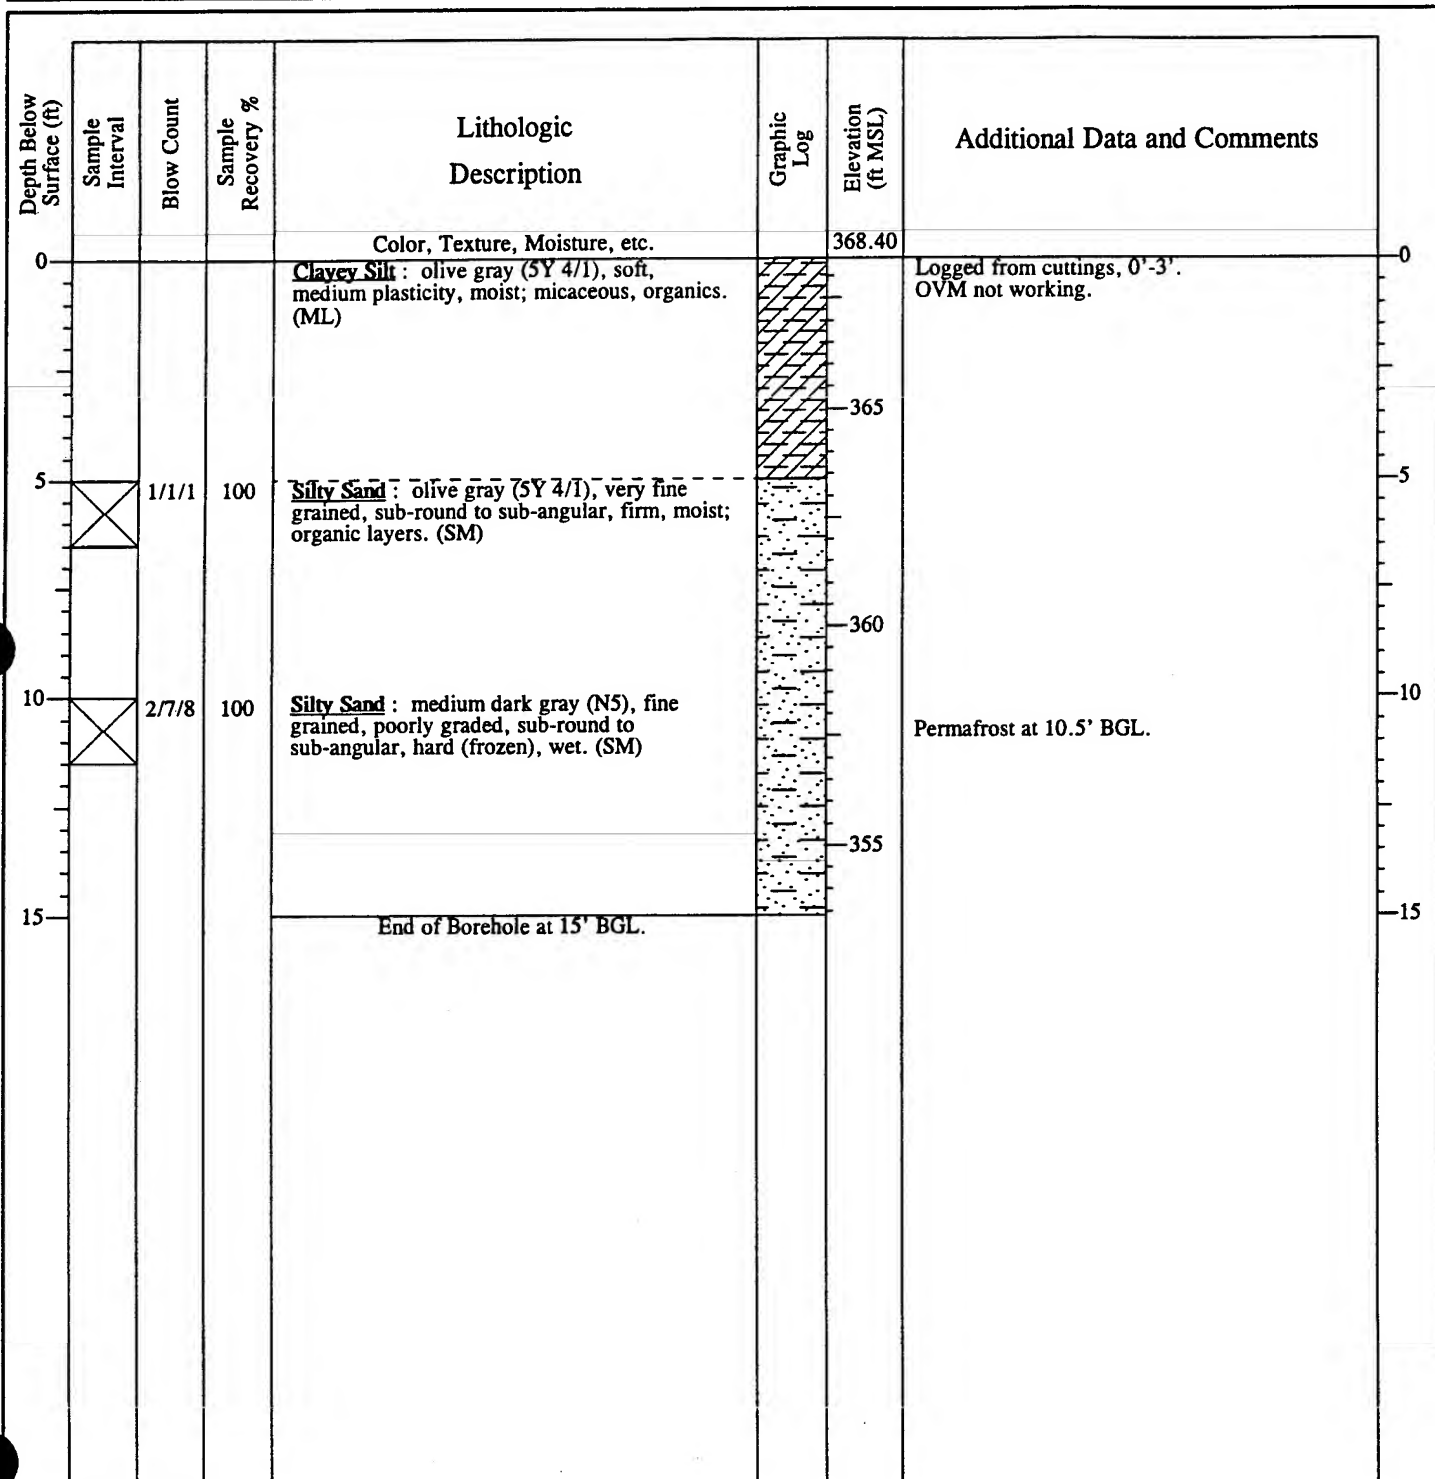 Depth Below
Surface (ft)
Sample
Interval
Blow Count
Sample
Recovery %
Lithologic
Description
Graphic
Log
Elevation
(ft MSL)
Additional Data and Comments
Color, Texture, Moisture, etc.
368.40
0
0
Clayey Silt : olive gray (5Y 4/1), soft,
medium plasticity, moist; micaceous, organics.
(ML)
Logged from cuttings, 0'-3'.
OVM not working.
365
5
1/1/1
100
Silty Sand : olive gray (5Y 4/1), very fine
grained, sub-round to sub-angular, firm, moist;
organic layers. (SM)
5
360
10
2/7/8
100
Silty Sand : medium dark gray (N5), fine
grained, poorly graded, sub-round to
sub-angular, hard (frozen), wet. (SM)
10
Permafrost at 10.5' BGL.
355
15
End of Borehole at 15' BGL.
15